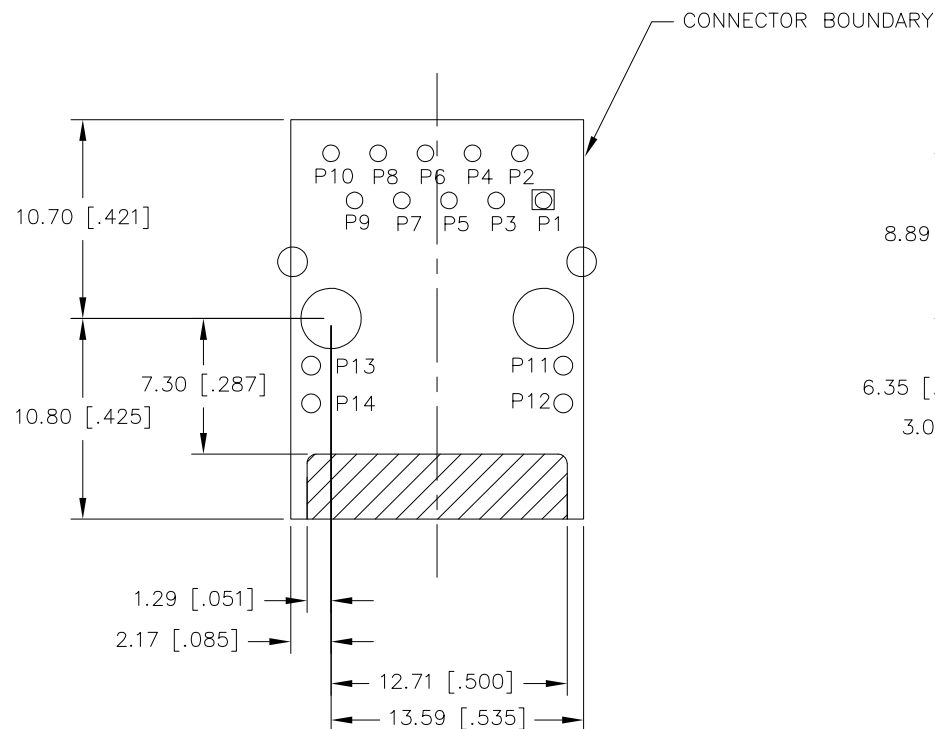 CONNECTOR BOUNDARY
P10 P8 P6 P4 P2
P9 P7 P5 P3 P1
10.70 [.421]
8.89
P13 P11
7.30 [.287]
6.35 [.
P14 P12
10.80 [.425]
3.0
1.29 [.051]
2.17 [.085]
12.71 [.500]
13.59 [.535]